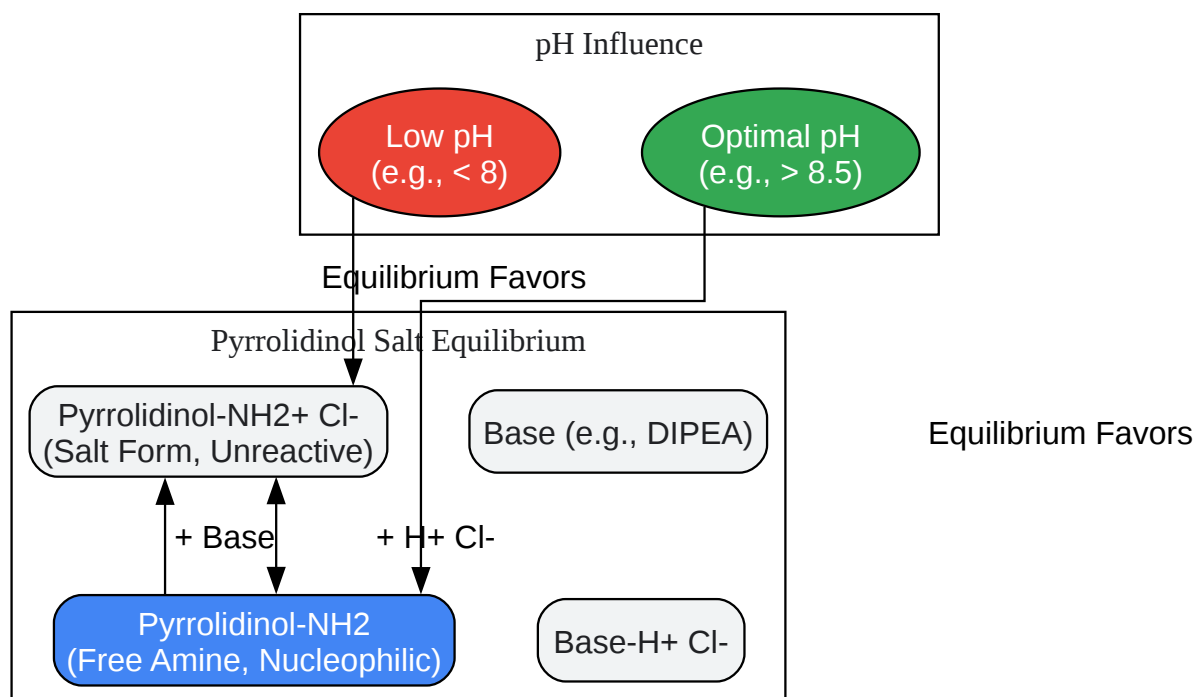 pH Influence
Low pH
(e.g., < 8)
Optimal pH
(e.g., > 8.5)
Equilibrium Favors
Pyrrolidinol Salt Equilibrium
Pyrrolidinol-NH2+ Cl-
(Salt Form, Unreactive)
Base (e.g., DIPEA)
Equilibrium Favors
+ Base
+ H+ Cl-
Pyrrolidinol-NH2
(Free Amine, Nucleophilic)
Base-H+ Cl-